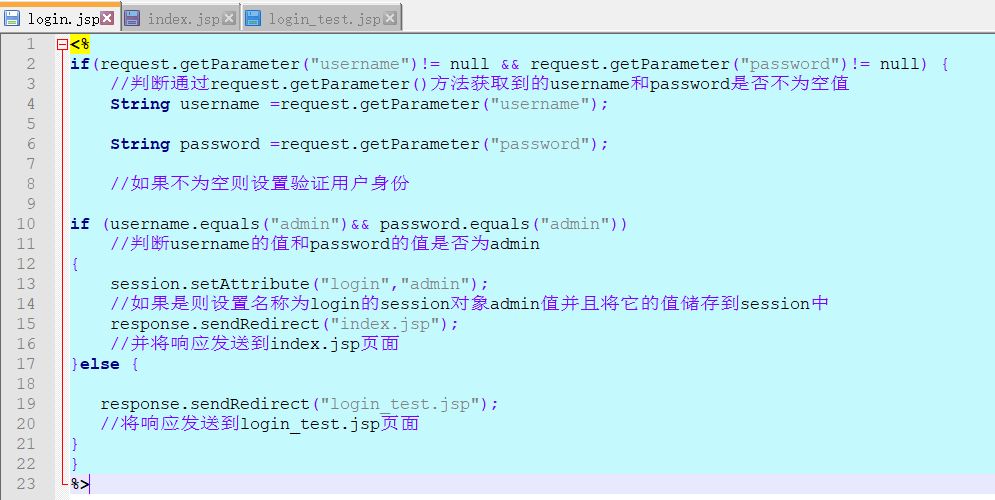 login.jsp index.jsp login_test.jsp
1 <%
2 if(request.getParameter("username")!= null && request.getParameter("password")!= null) {
3 //判断通过request.getParameter()方法获取到的username和password是否不为空值
4 String username =request.getParameter("username");
5
6 String password =request.getParameter("password");
7
8 //如果不为空则设置验证用户身份
9
10 if (username.equals("admin")&& password.equals("admin"))
11 //判断username的值和password的值是否为admin
12 {
13 session.setAttribute("login","admin");
14 //如果是则设置名称为login的session对象admin值并且将它的值储存到session中
15 response.sendRedirect("index.jsp");
16 //并将响应发送到index.jsp页面
17 }else {
18
19 response.sendRedirect("login_test.jsp");
20 //将响应发送到login_test.jsp页面
21 }
22 }
23 %>